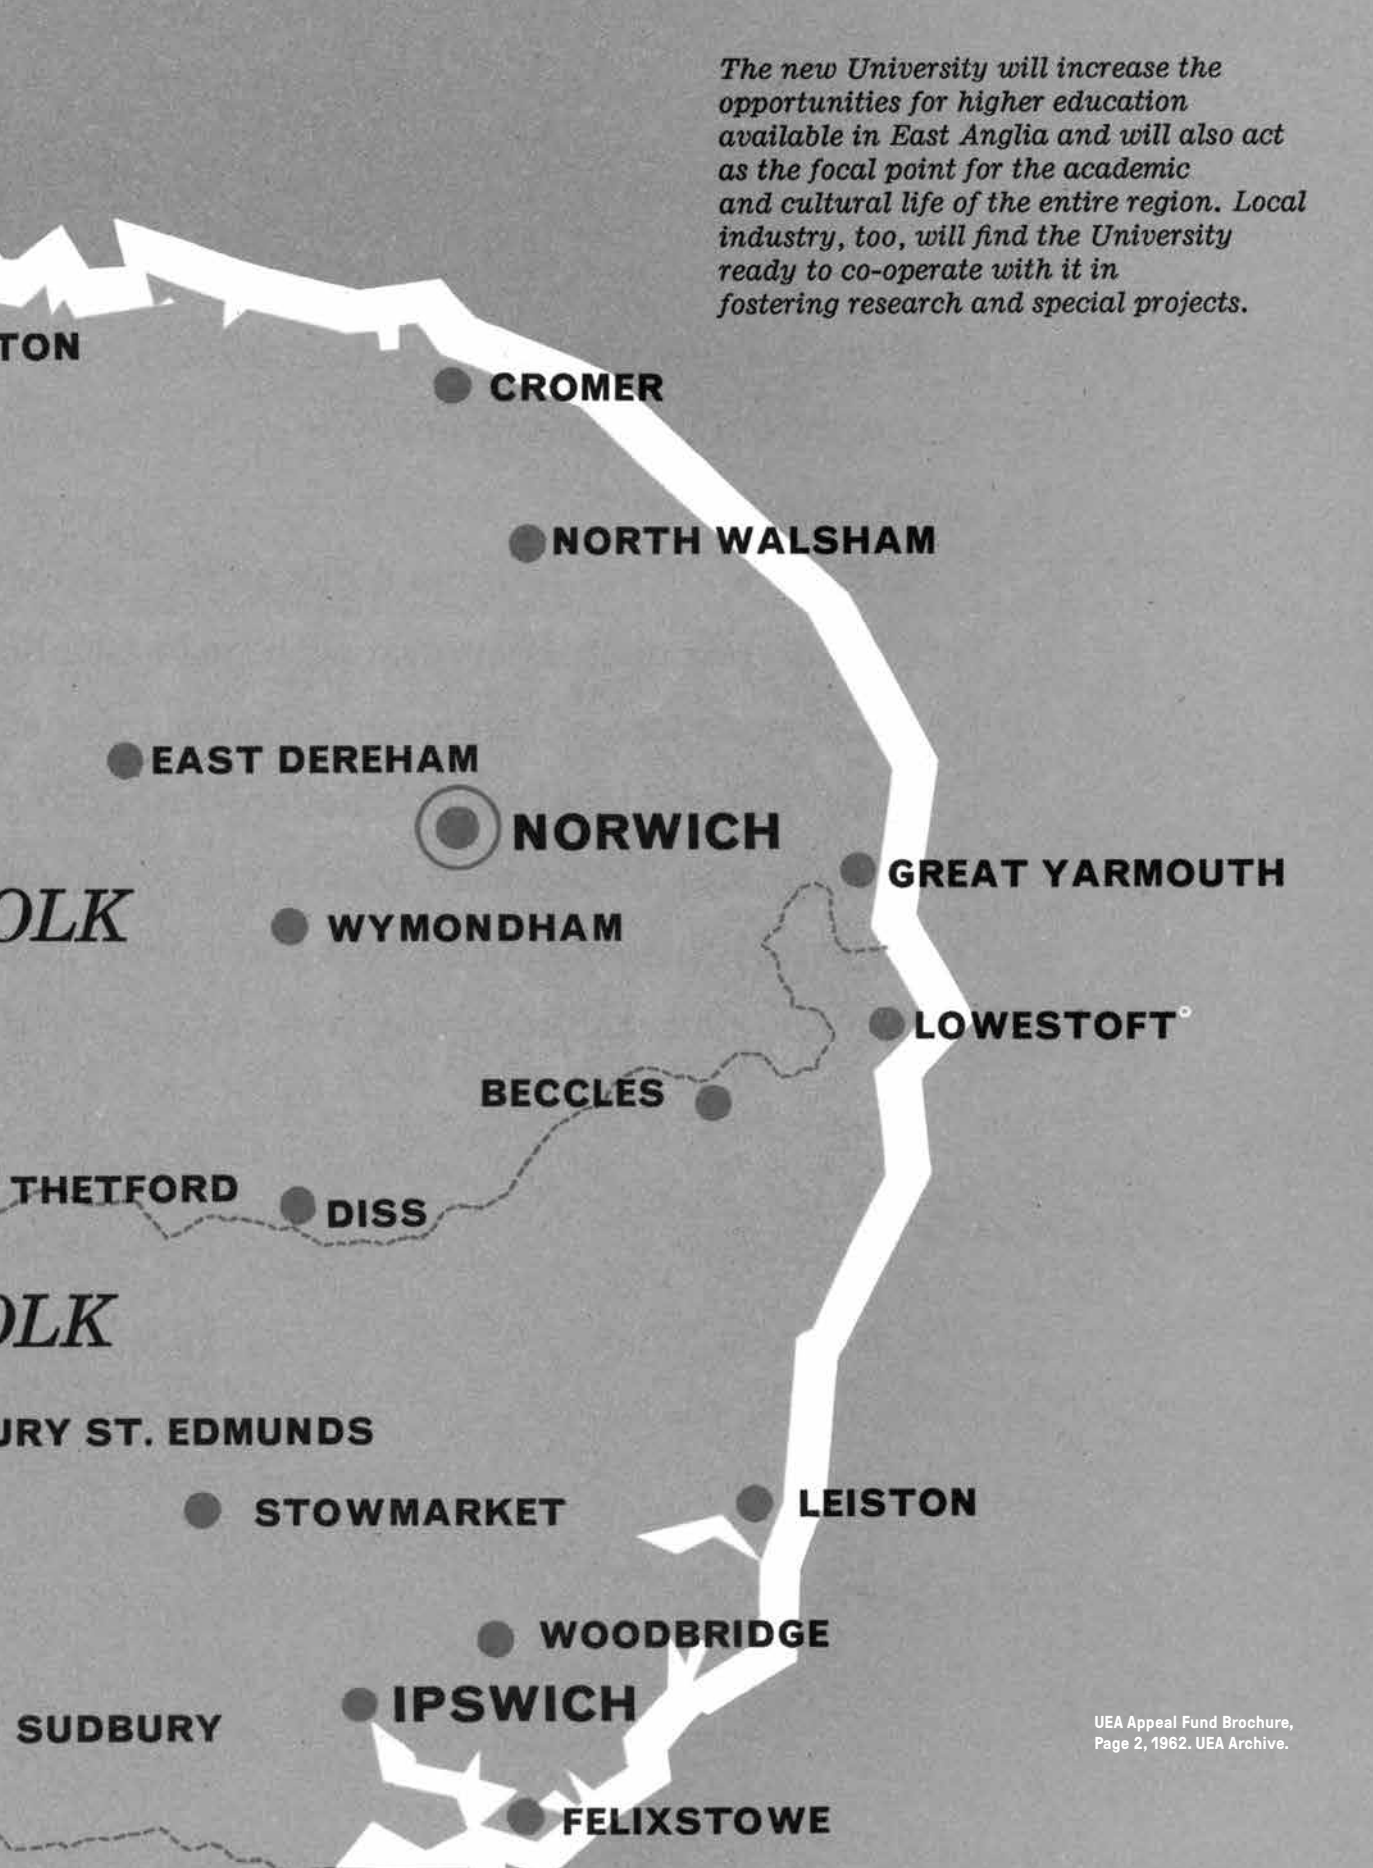 The new University will increase the
opportunities for higher education
available in East Anglia and will also act
as the focal point for the academic
and cultural life of the entire region. Local
industry, too, will find the University
ready to co-operate with it in
fostering research and special projects.
TON
CROMER
NORTH WALSHAM
EAST DEREHAM
NORWICH
GREAT YARMOUTH
OLK
WYMONDHAM
LOWESTOFT°
BECCLES
THETFORD
DISS
OLK
URY ST. EDMUNDS
STOWMARKET
LEISTON
WOODBRIDGE
IPSWICH
SUDBURY
UEA Appeal Fund Brochure,
Page 2, 1962. UEA Archive.
FELIXSTOWE